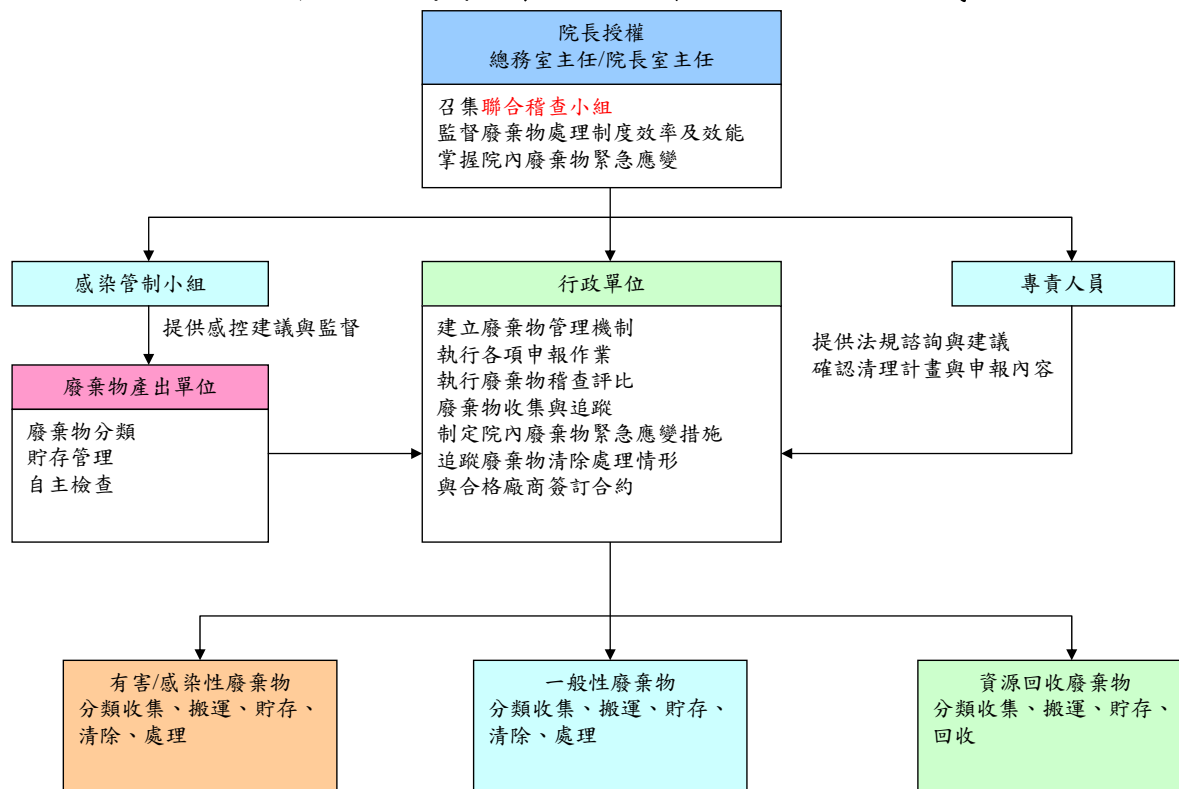 院長授權
總務室主任/院長室主任
召集聯合稽查小組
監督廢棄物處理制度效率及效能
掌握院內廢棄物緊急應變
感染管制小組
提供感控建議與監督
廢棄物產出單位
廢棄物分類
貯存管理
自主檢查
行政單位
建立廢棄物管理機制
執行各項申報作業
執行廢棄物稽查評比
廢棄物收集與追蹤
制定院內廢棄物緊急應變措施
追蹤廢棄物清除處理情形
與合格廠商簽訂合約
專責人員
提供法規諮詢與建議
確認清理計畫與申報內容
有害/感染性廢棄物
分類收集、搬運、貯存、
清除、處理
一般性廢棄物
分類收集、搬運、貯存、
清除、處理
資源回收廢棄物
分類收集、搬運、貯存、
回收